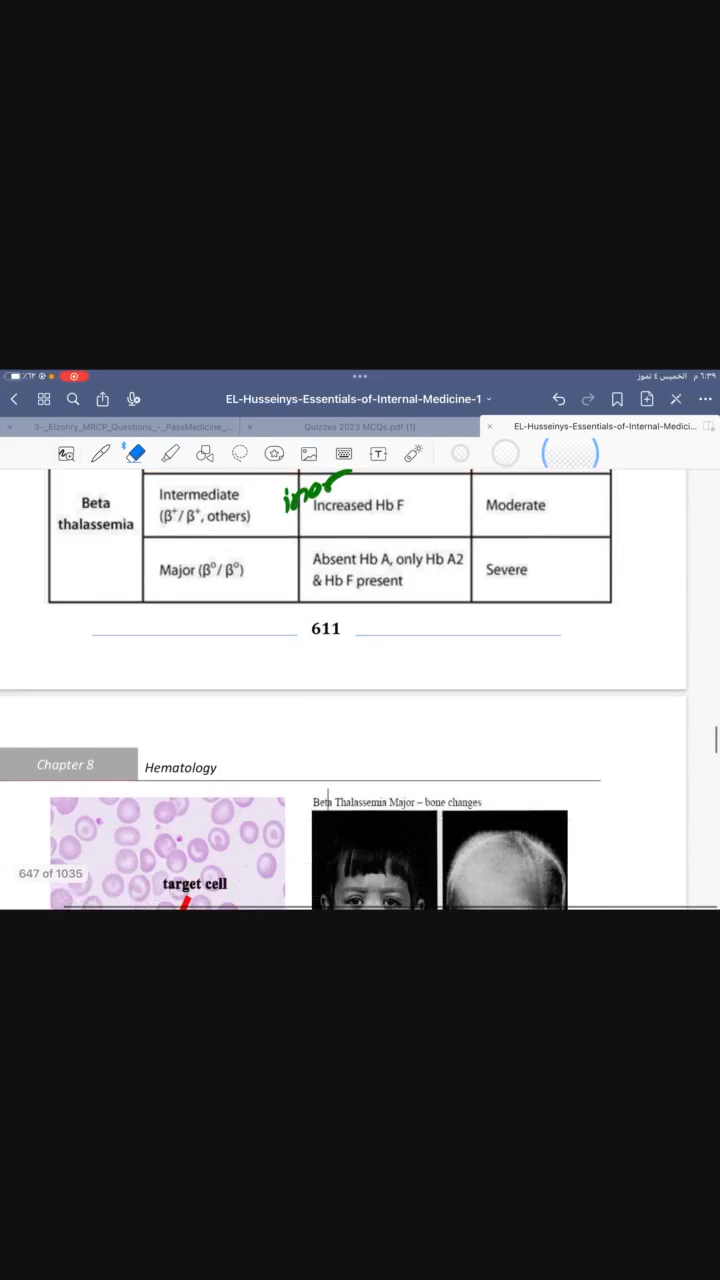 ٪٦٢
٦:٣٩ م الخميس ٤ تموز
EL-Husseinys-Essentials-of-Internal-Medicine-1
3-_Elzohry_MRCP_Questions_-_PassMedicine_...
Quizzes 2023 MCQs.pdf (1)
EL-Husseinys-Essentials-of-Internal-Medici...
T
inor
Beta thalassemia
Intermediate (β⁺/β⁺, others)
Increased Hb F
Moderate
Major (β⁰/β⁰)
Absent Hb A, only Hb A2
& Hb F present
Severe
611
Chapter 8
Hematology
Beta Thalassemia Major – bone changes
647 of 1035
target cell